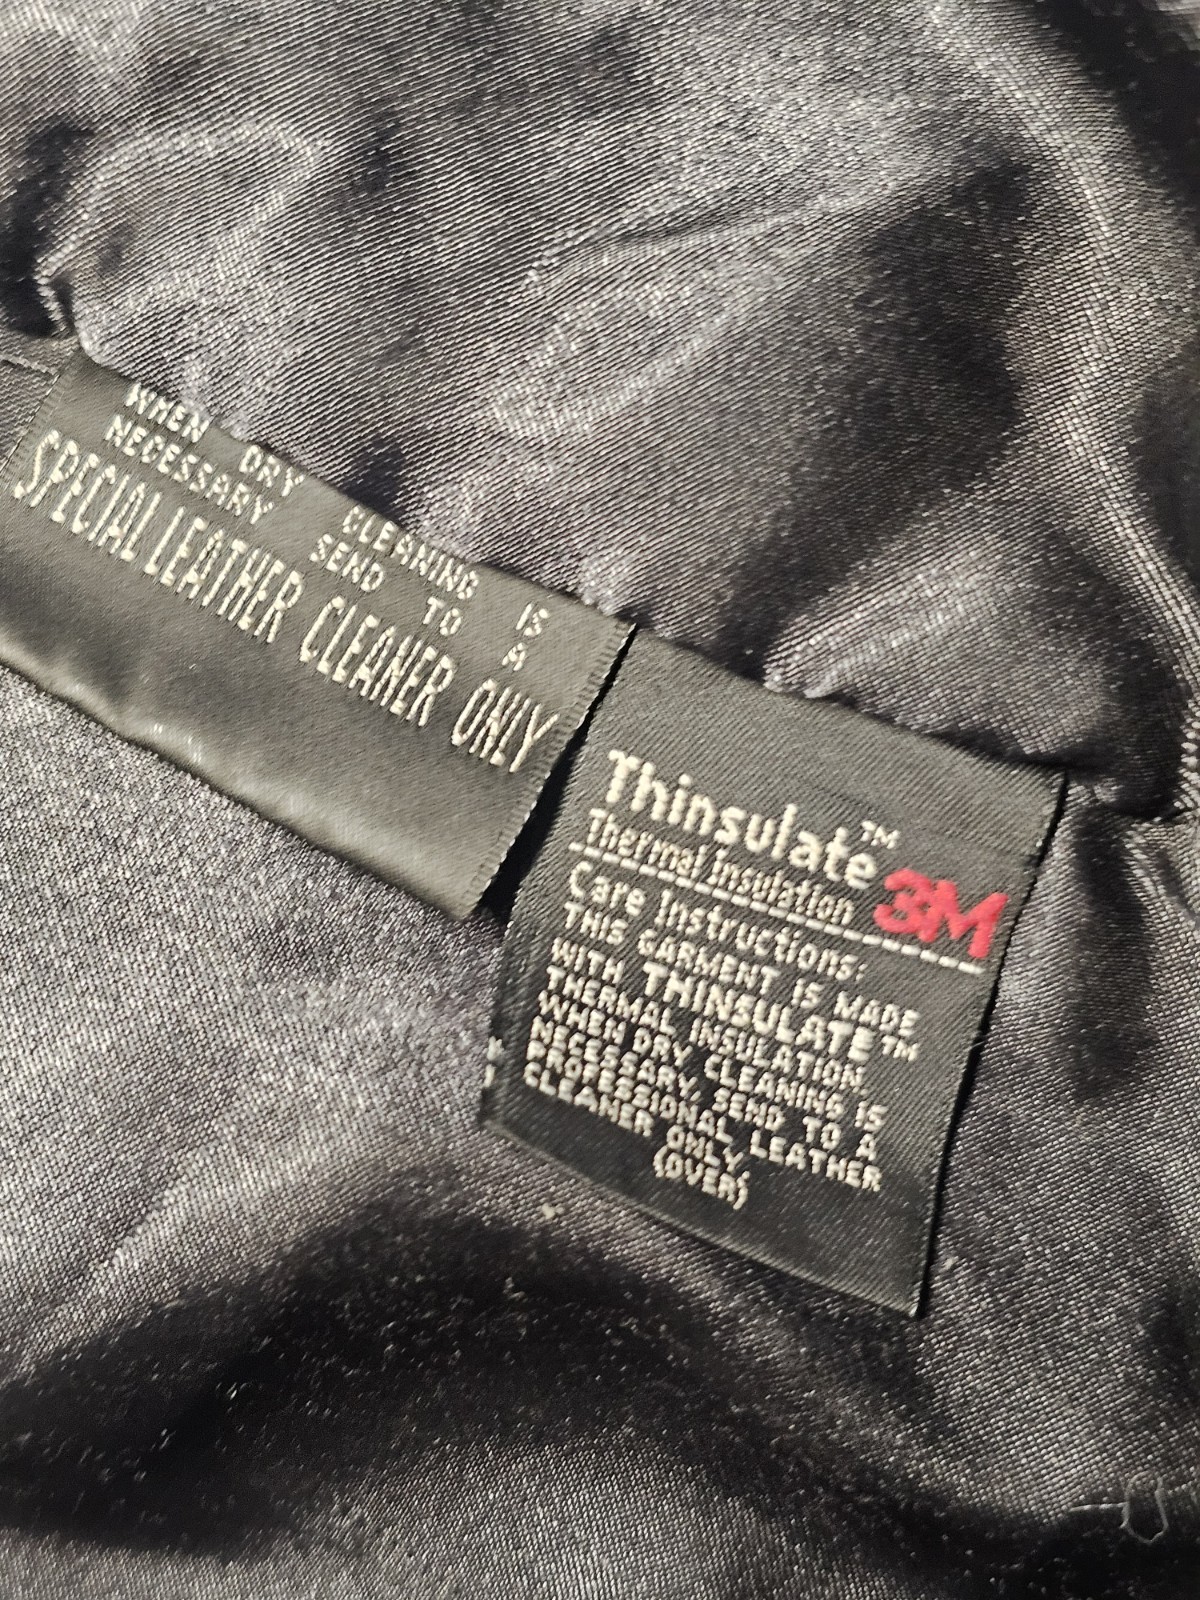 WHEN DRY CLEANING IS
NECESSARY SEND TO A
SPECIAL LEATHER CLEANER ONLY
Thinsulate™
Thermal Insulation 3M
Care Instructions:
THIS GARMENT IS MADE
WITH THINSULATE™
THERMAL INSULATION
WHEN DRY CLEANING IS
NECESSARY, SEND TO A
PROFESSIONAL LEATHER
CLEANER ONLY.
(OVER)